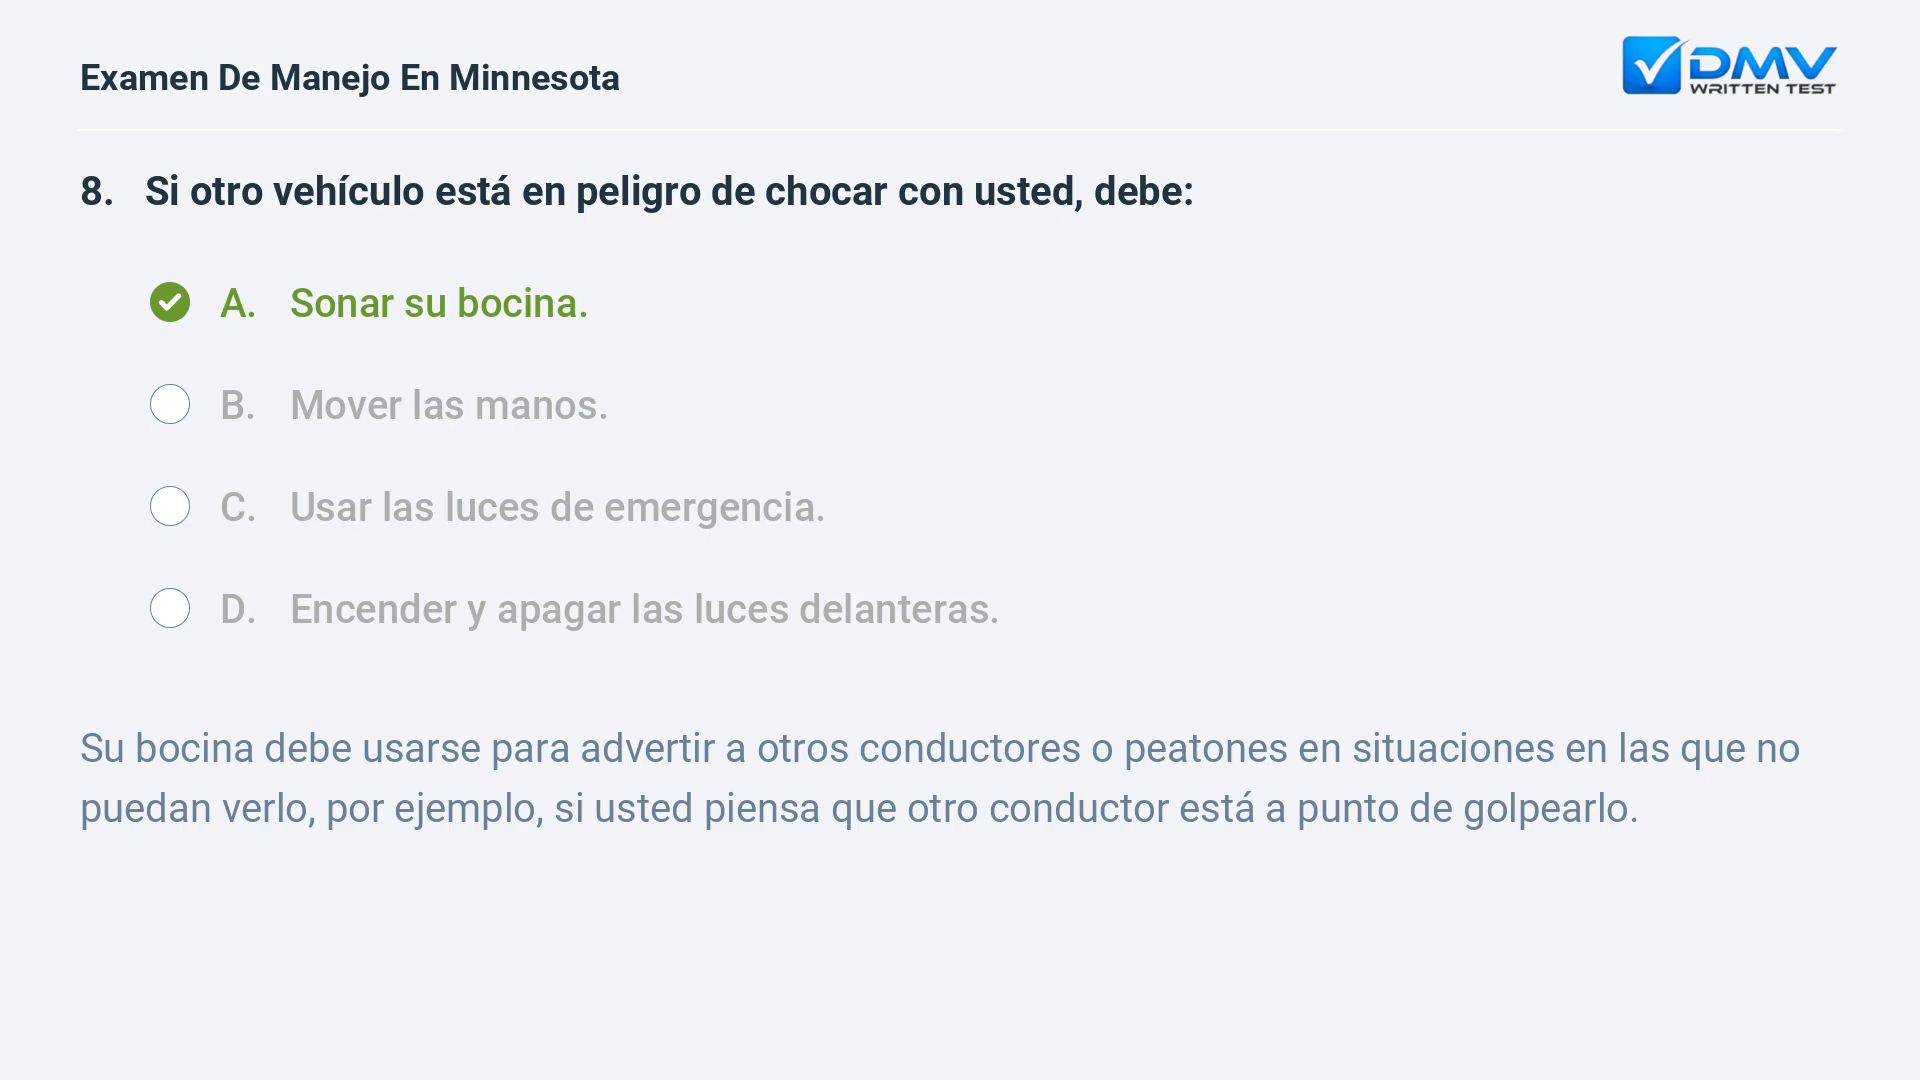 Examen De Manejo En Minnesota
DMV
WRITTEN TEST
8. Si otro vehículo está en peligro de chocar con usted, debe:
A. Sonar su bocina.
B. Mover las manos.
C. Usar las luces de emergencia.
D. Encender y apagar las luces delanteras.
Su bocina debe usarse para advertir a otros conductores o peatones en situaciones en las que no
puedan verlo, por ejemplo, si usted piensa que otro conductor está a punto de golpearlo.